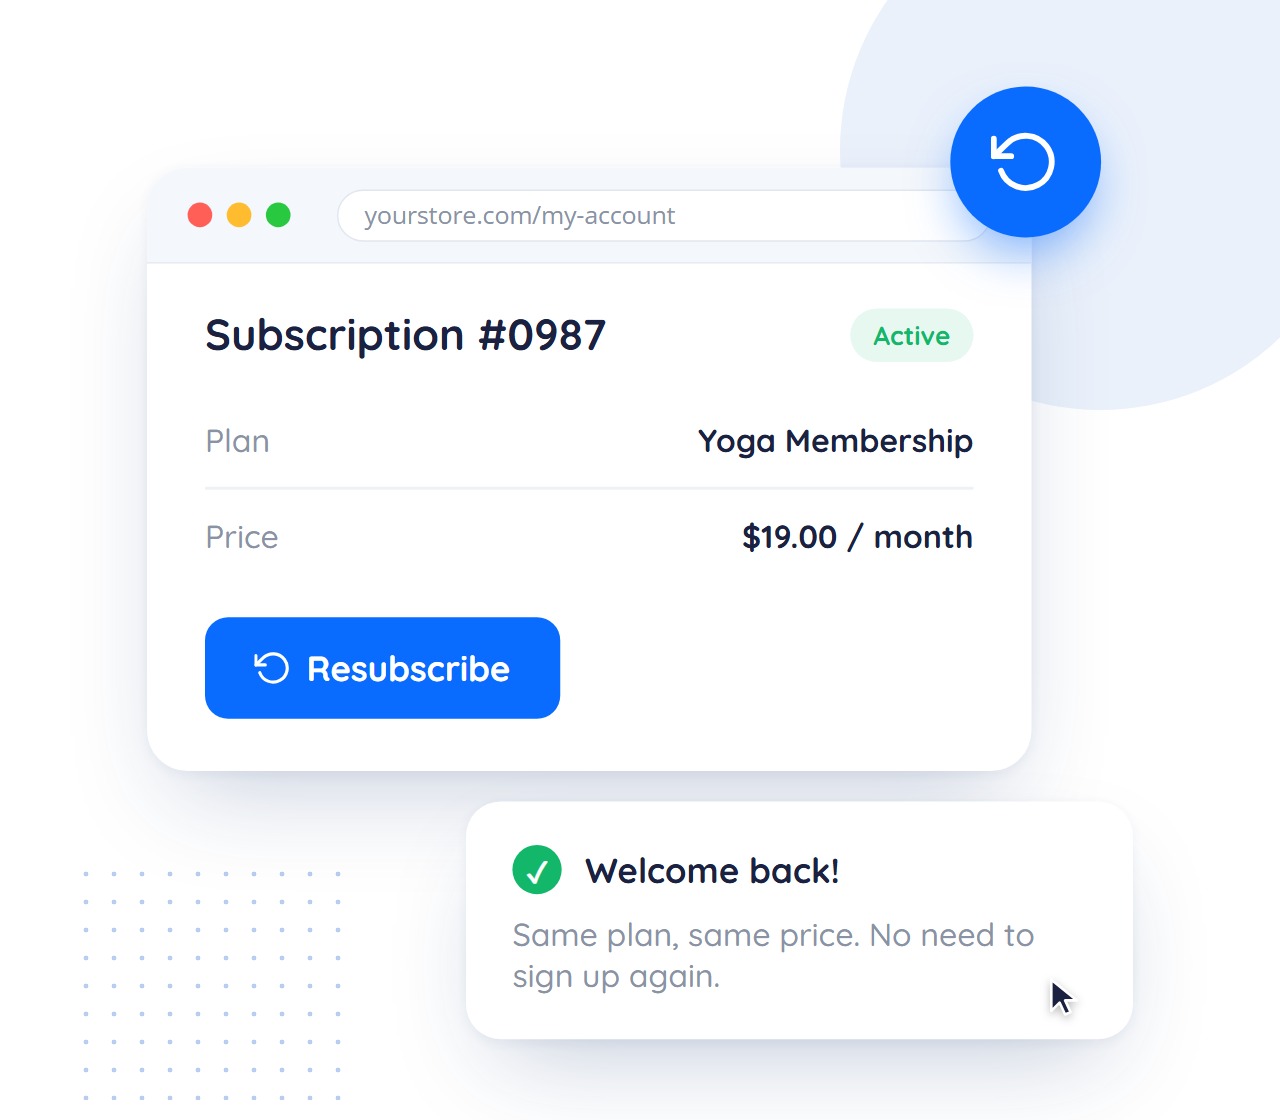 yourstore.com/my-account
Subscription #0987
Active
Plan
Yoga Membership
Price
$19.00 / month
Resubscribe
Welcome back!
Same plan, same price. No need to
sign up again.